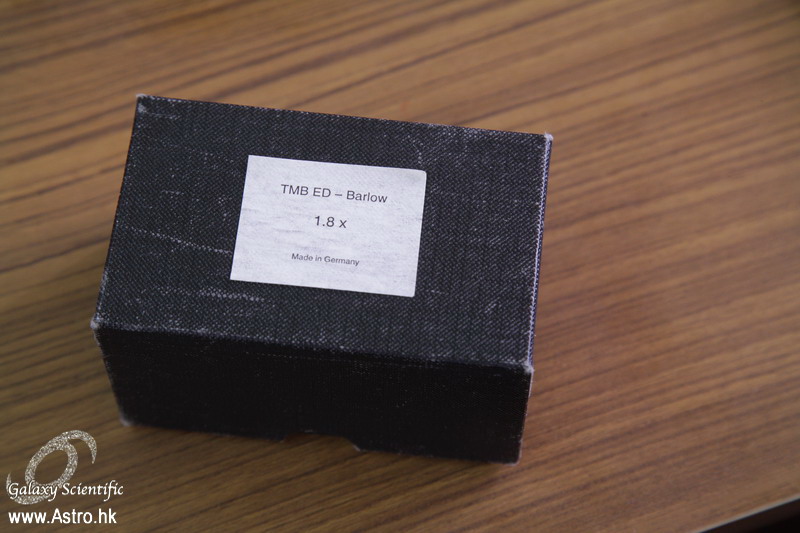 TMB ED – Barlow
1.8 x
Made in Germany
Galaxy Scientific
www.Astro.hk